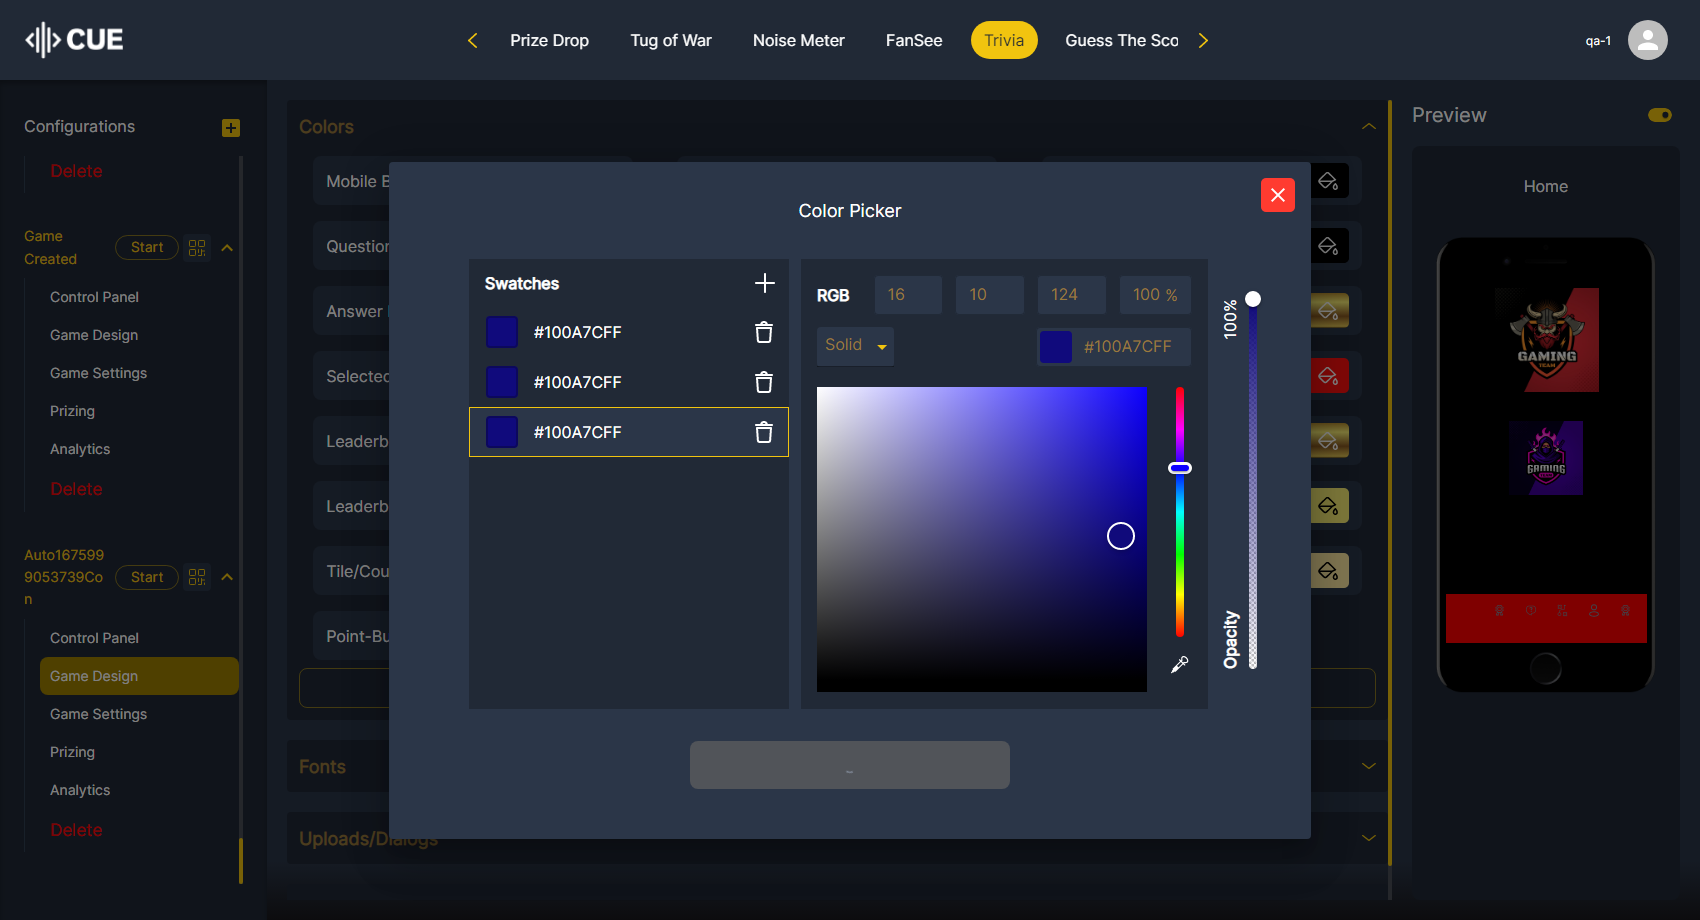 CUE
Prize Drop
Tug of War
Noise Meter
FanSee
Trivia
Guess The Sco
qa-1
Configurations
Delete
Game
Created
Start
Control Panel
Game Design
Game Settings
Prizing
Analytics
Delete
Auto167599
9053739Co
n
Start
Control Panel
Game Design
Game Settings
Prizing
Analytics
Delete
Colors
Mobile B
Question
Answer
Selected
Leaderb
Leaderb
Tile/Cou
Point-Bu
Fonts
Uploads/Dialogs
Color Picker
Swatches
#100A7CFF
#100A7CFF
#100A7CFF
RGB
16
10
124
100 %
Solid
#100A7CFF
100%
Opacity
Preview
Home
GAMING
TEAM
GAMING